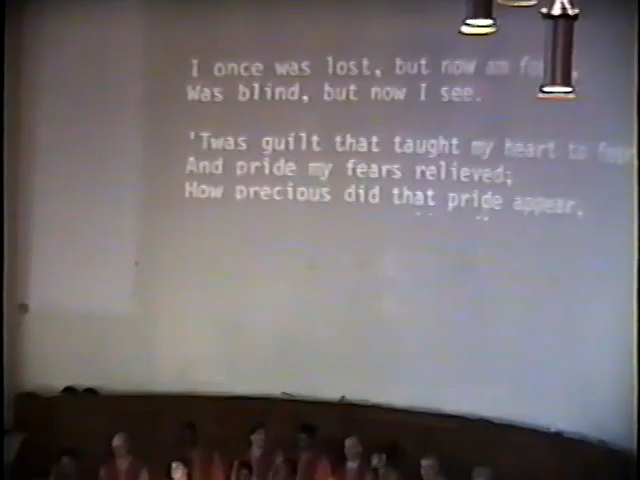 I once was lost, but now am
Was blind, but now I see.
'Twas guilt that taught my heart to
And pride my fears relieved;
How precious did that pride appear,